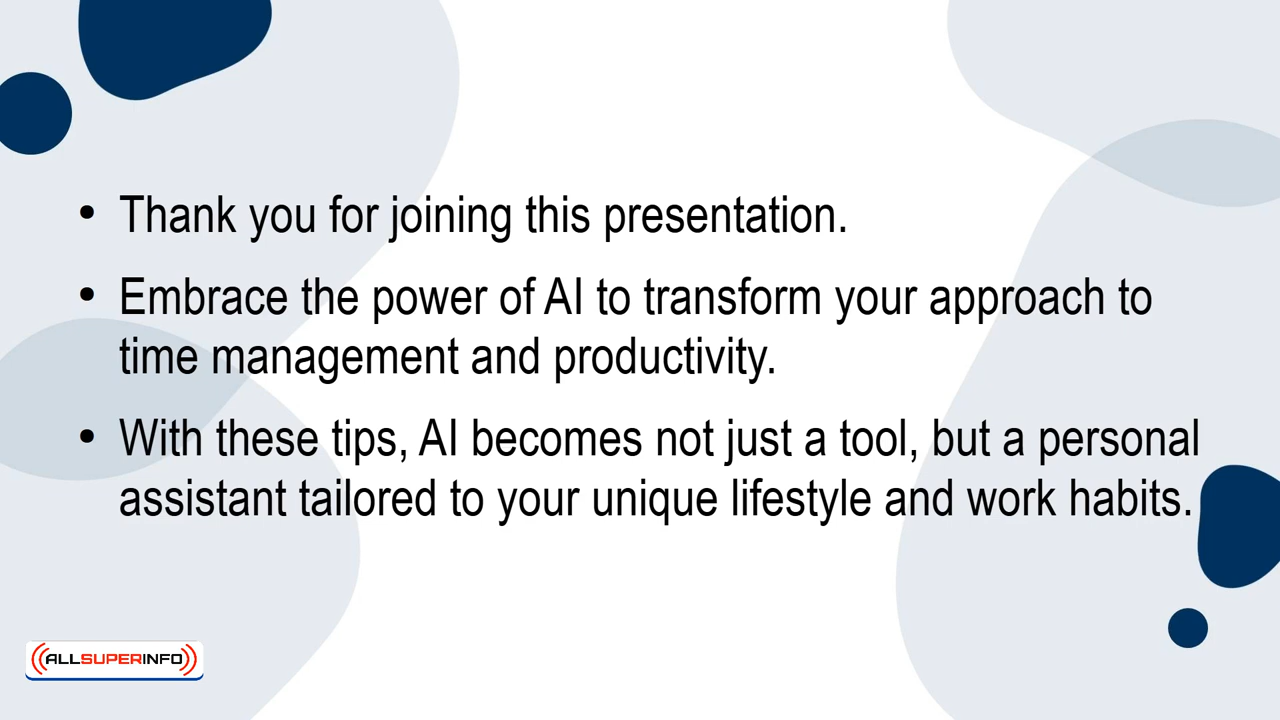 • Thank you for joining this presentation.
• Embrace the power of AI to transform your approach to
time management and productivity.
• With these tips, AI becomes not just a tool, but a personal
assistant tailored to your unique lifestyle and work habits.
ALLSUPERINFO